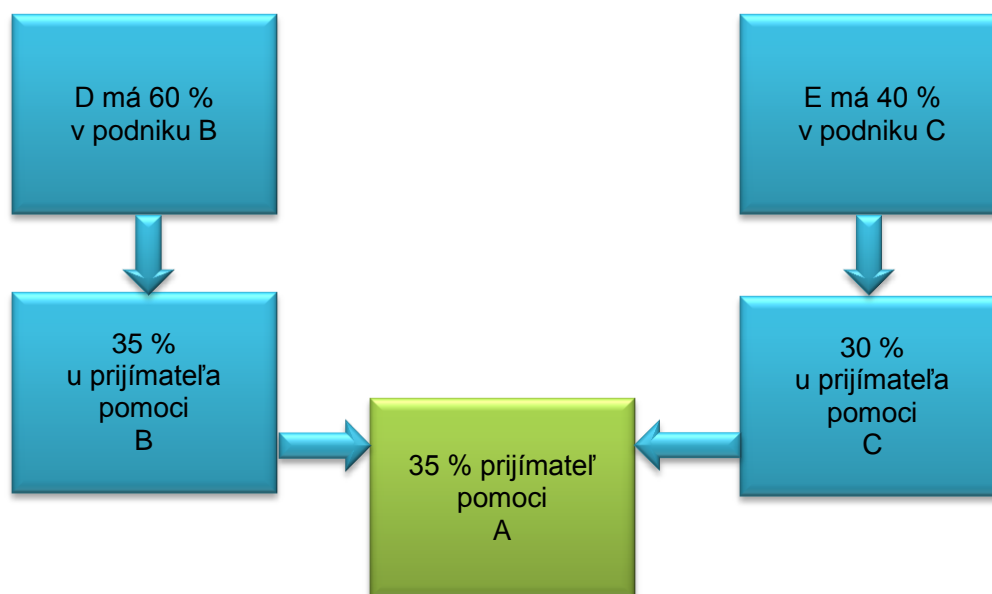 D má 60 %
v podniku B
E má 40 %
v podniku C
35 %
u prijímateľa
pomoci
B
30 %
u prijímateľa
pomoci
C
35 % prijímateľ
pomoci
A